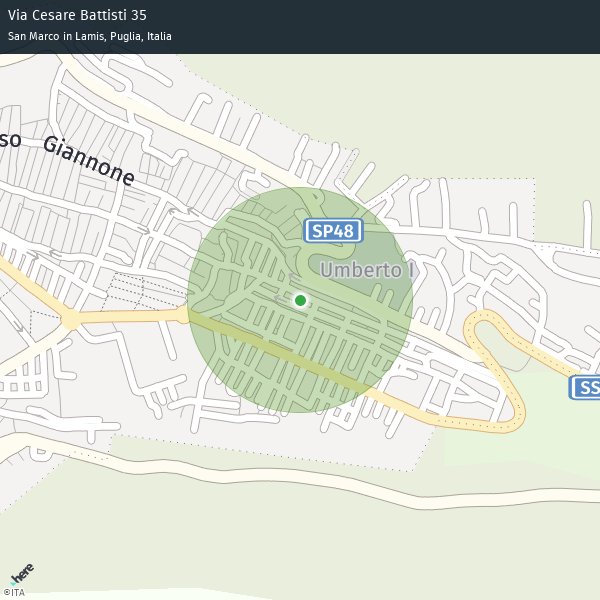 Via Cesare Battisti 35
San Marco in Lamis, Puglia, Italia
so Giannone
SP48
Umberto I
SS
here
©ITA